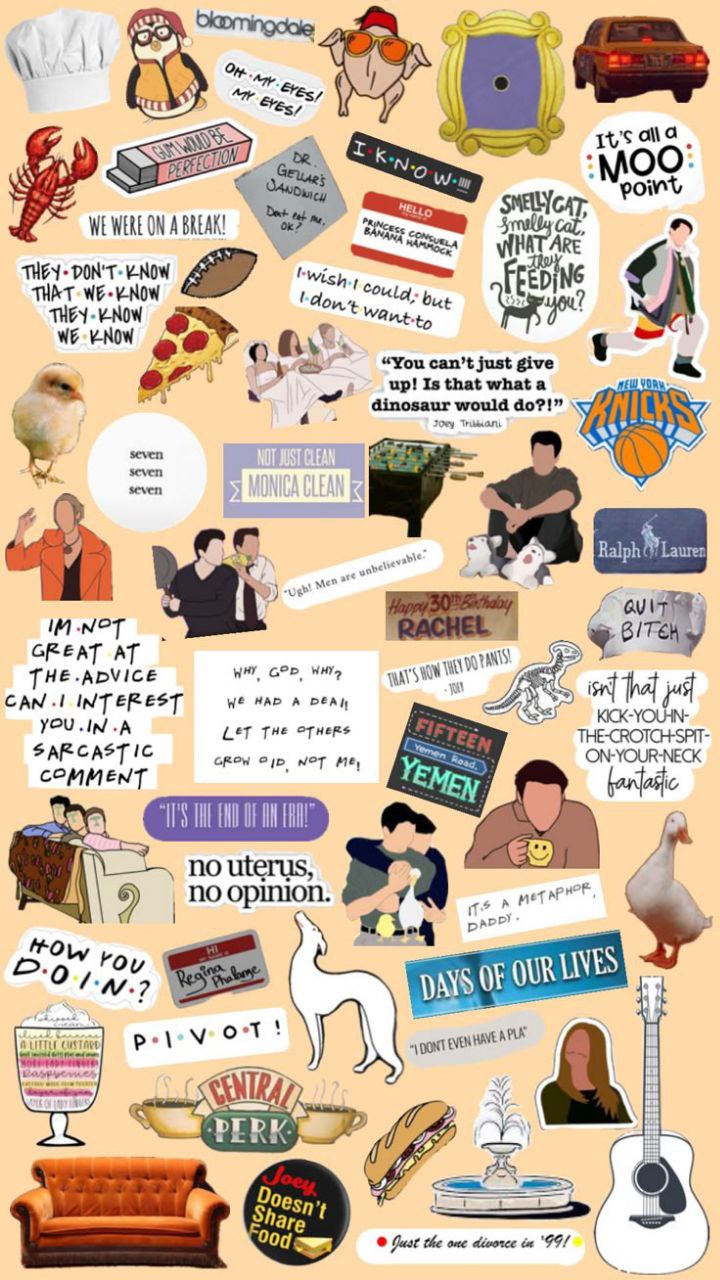 bloomingdale
OH·MY·EYES!
MY·EYES!
GUM WOULD BE
PERFECTION
DR.
GELLER'S
SANDWICH
Don't eat me,
OK?
I·K·N·O·W·!!!!
It's all a
MOO
point
WE WERE ON A BREAK!
HELLO
PRINCESS CONSUELA
BANANA HAMMOCK
SMELLY CAT,
smelly Cat,
WHAT ARE
they
FEEDING
you?
THEY·DON'T·KNOW
THAT·WE·KNOW
THEY·KNOW
WE·KNOW
I·wish·I·could, but
I·don't·want·to
“You can’t just give
up! Is that what a
dinosaur would do?!”
Joey Tribbiani
NEW YORK
KNICKS
seven
seven
seven
NOT JUST CLEAN
MONICA CLEAN
Ralph Lauren
"Ugh! Men are unbelievable."
Happy 30th Birthday
RACHEL
QUIT
BITCH
IM·NOT
GREAT·AT
THE·ADVICE
CAN·I·INTEREST
YOU·IN·A
SARCASTIC
COMMENT
WHY, GOD, WHY?
WE HAD A DEAL!
LET THE OTHERS
GROW OLD, NOT ME!
THAT'S HOW THEY DO PANTS!
- JOEY
isn't that just
KICK-YOU-IN-
THE-CROTCH-SPIT-
ON-YOUR-NECK
fantastic
FIFTEEN
Yemen Road,
YEMEN
"IT'S THE END OF AN ERA!"
no uterus,
no opinion.
IT,S A METAPHOR,
DADDY.
HOW YOU
D·O·I·N·?
HI
Regina
Phalange
DAYS OF OUR LIVES
P·I·V·O·T!
"I DON'T EVEN HAVE A PLA"
whipped cream
A LITTLE CUSTARD
Raspberries
CENTRAL
PERK
Joey
Doesn't
Share
Food
Just the one divorce in '99!